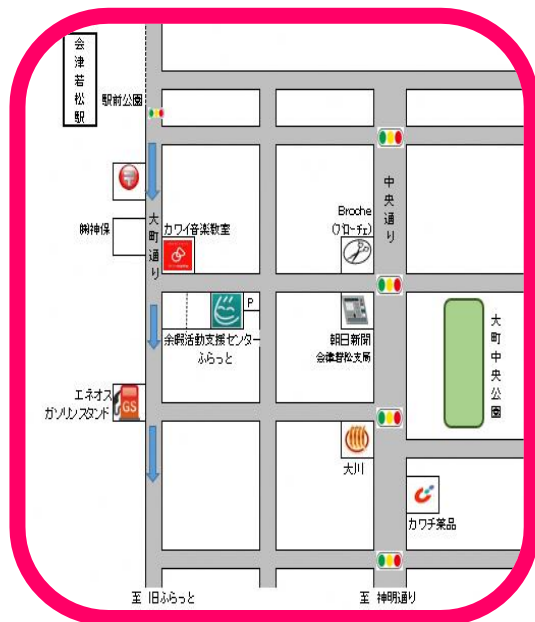 会津若松駅
駅前公園
㈱神保
大町通り
カワイ音楽教室
Broche
(ブローチェ)
中央通り
P
余暇活動支援センター
ふらっと
朝日新聞
会津若松支局
大町中央公園
エネオス
ガソリンスタンド
GS
大川
カワチ薬品
至 旧ふらっと
至 神明通り